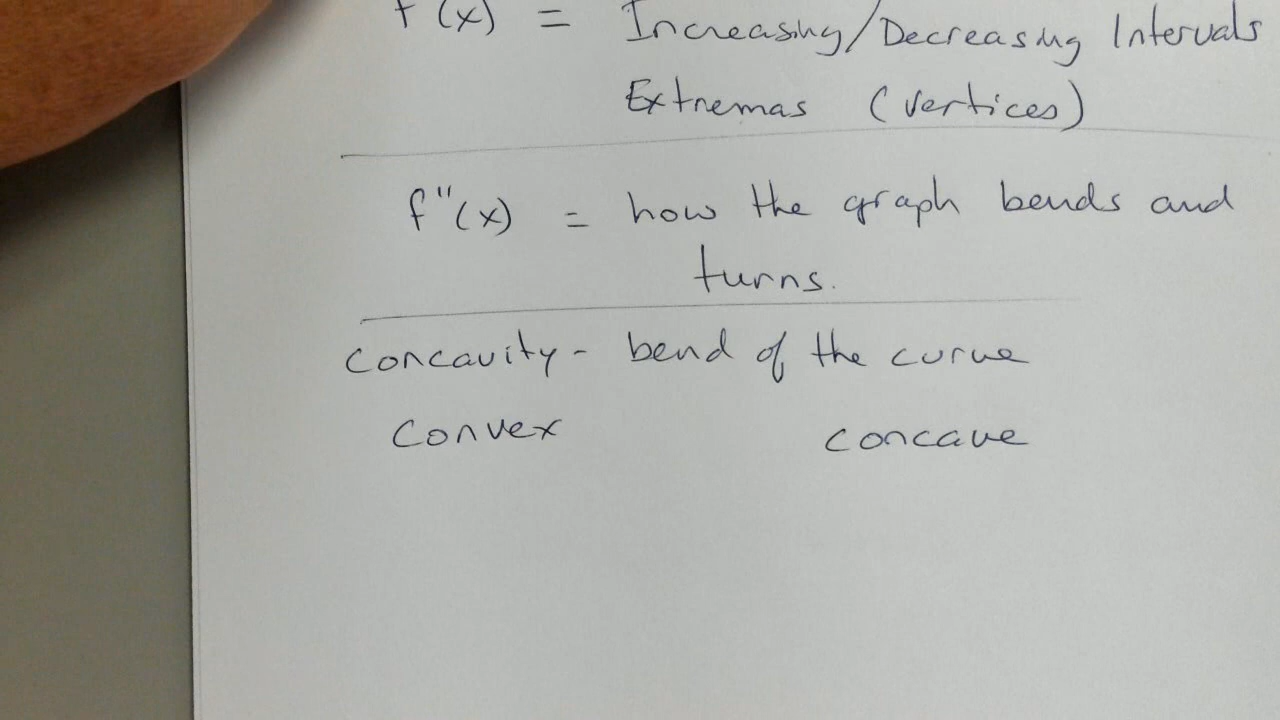 f'(x) = Increasing/Decreasing Intervals
Extremas (vertices)
f"(x) = how the graph bends and
turns.
concavity - bend of the curve
convex concave